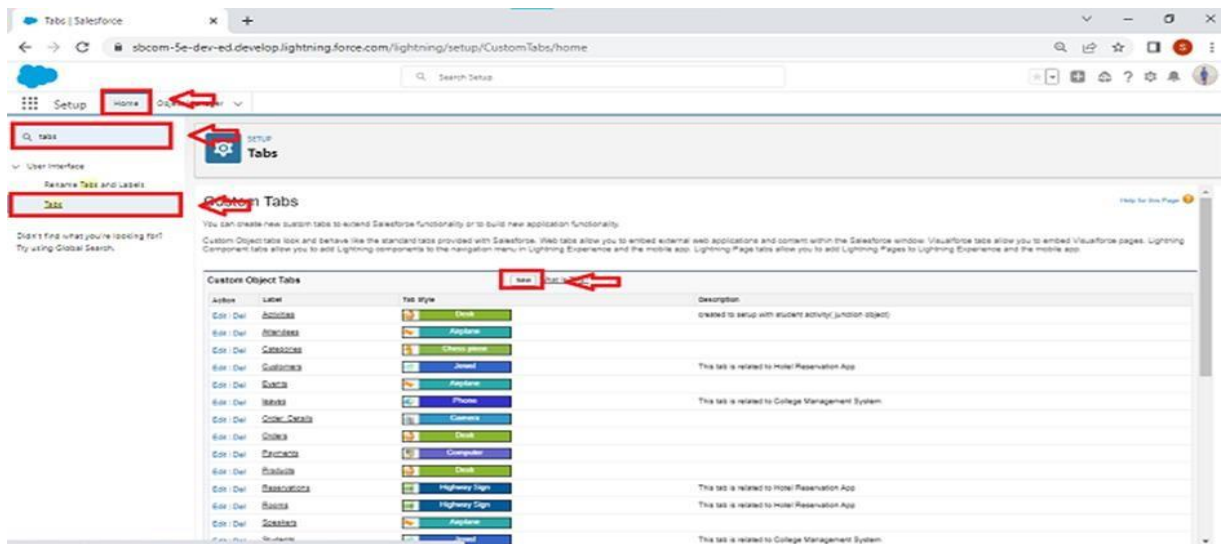 Tabs | Salesforce
sbcom-5e-dev-ed.develop.lightning.force.com/lightning/setup/CustomTabs/home
S
Search Setup
Setup Home
tabs
SETUP
Tabs
User Interface
Rename Tabs and Labels
Tabs
Didn't find what you're looking for?
Try using Global Search.
Custom Tabs
Help for this Page
You can create new custom tabs to extend Salesforce functionality or to build new application functionality.
Custom Object tabs look and behave like the standard tabs provided with Salesforce. Web tabs allow you to embed external web applications and content within the Salesforce window. Visualforce tabs allow you to embed Visualforce pages. Lightning
Component tabs allow you to add Lightning components to the navigation menu in Lightning Experience and the mobile app. Lightning Page tabs allow you to add Lightning Pages to Lightning Experience and the mobile app.
Custom Object Tabs New
Action Label Tab Style Description
Edit | Del Activities Desk created to setup with student activity( junction object)
Edit | Del Attendees Airplane
Edit | Del Categories Chess piece
Edit | Del Customers Jewel This tab is related to Hotel Reservation App
Edit | Del Events Airplane
Edit | Del Phone This tab is related to College Management System
Edit | Del Order Details Camera
Edit | Del Orders Desk
Edit | Del Payments Computer
Edit | Del Products Desk
Edit | Del Reservations Highway Sign This tab is related to Hotel Reservation App
Edit | Del Rooms Highway Sign This tab is related to Hotel Reservation App
Edit | Del Speakers Airplane
Edit | Del Students Jewel This tab is related to College Management System